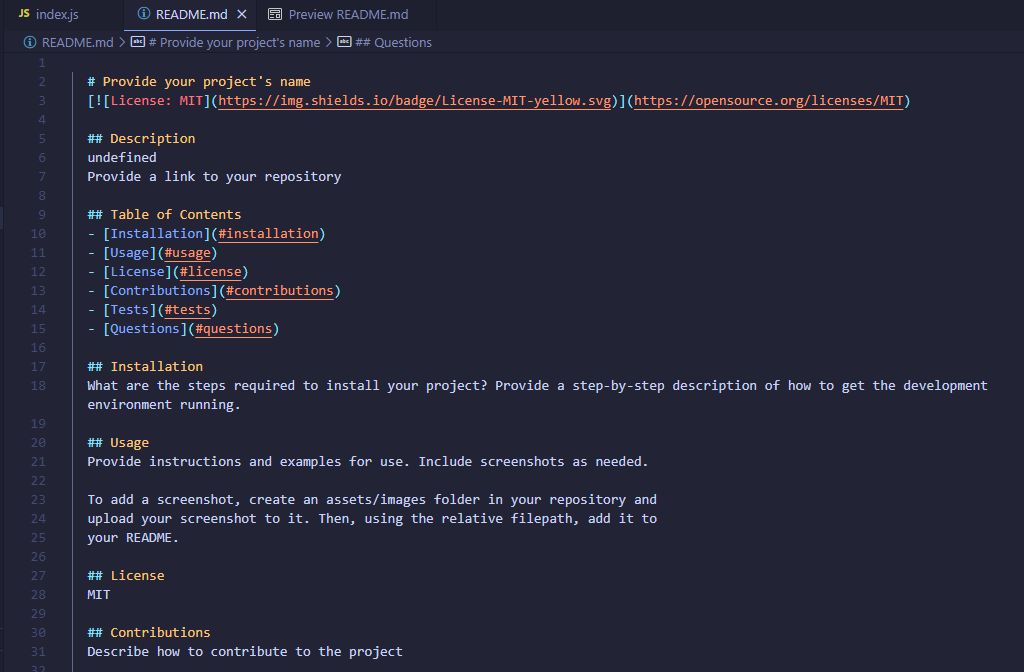 JS index.js README.md × Preview README.md
README.md > # Provide your project's name > ## Questions
1
2 # Provide your project's name
3 [![License: MIT](https://img.shields.io/badge/License-MIT-yellow.svg)](https://opensource.org/licenses/MIT)
4
5 ## Description
6 undefined
7 Provide a link to your repository
8
9 ## Table of Contents
10 - [Installation](#installation)
11 - [Usage](#usage)
12 - [License](#license)
13 - [Contributions](#contributions)
14 - [Tests](#tests)
15 - [Questions](#questions)
16
17 ## Installation
18 What are the steps required to install your project? Provide a step-by-step description of how to get the development
environment running.
19
20 ## Usage
21 Provide instructions and examples for use. Include screenshots as needed.
22
23 To add a screenshot, create an assets/images folder in your repository and
24 upload your screenshot to it. Then, using the relative filepath, add it to
25 your README.
26
27 ## License
28 MIT
29
30 ## Contributions
31 Describe how to contribute to the project
32